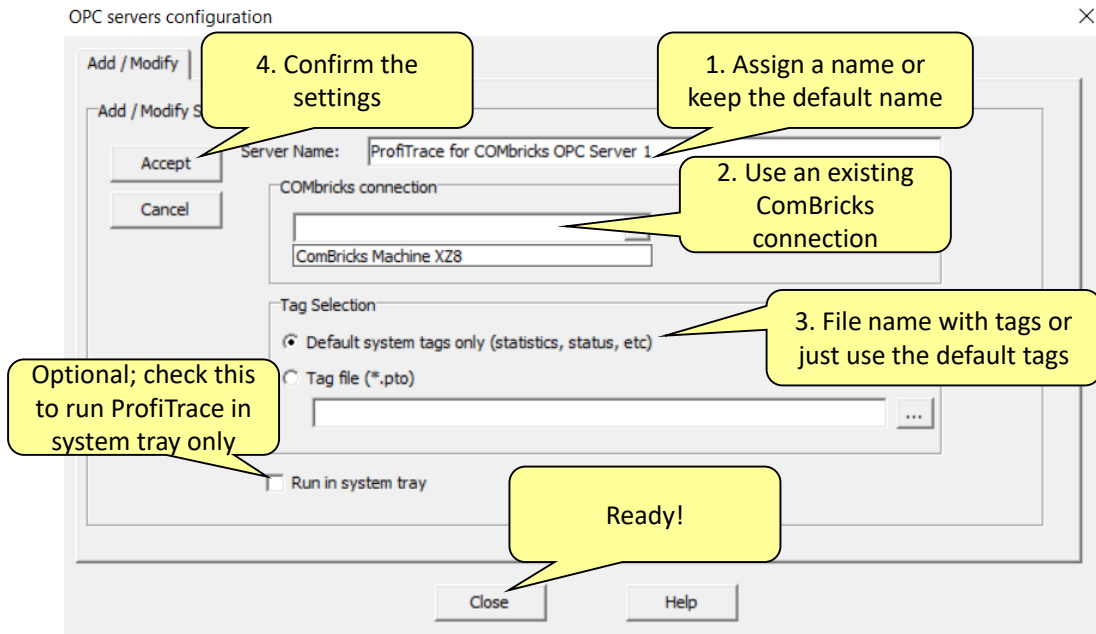 OPC servers configuration
Add / Modify
4. Confirm the
settings
1. Assign a name or
keep the default name
Add / Modify S
Accept
Server Name:
ProfiTrace for COMbricks OPC Server 1
Cancel
COMbricks connection
2. Use an existing
ComBricks
connection
ComBricks Machine XZ8
Tag Selection
Default system tags only (statistics, status, etc)
3. File name with tags or
just use the default tags
Tag file (*.pto)
...
Optional; check this
to run ProfiTrace in
system tray only
Run in system tray
Ready!
Close
Help